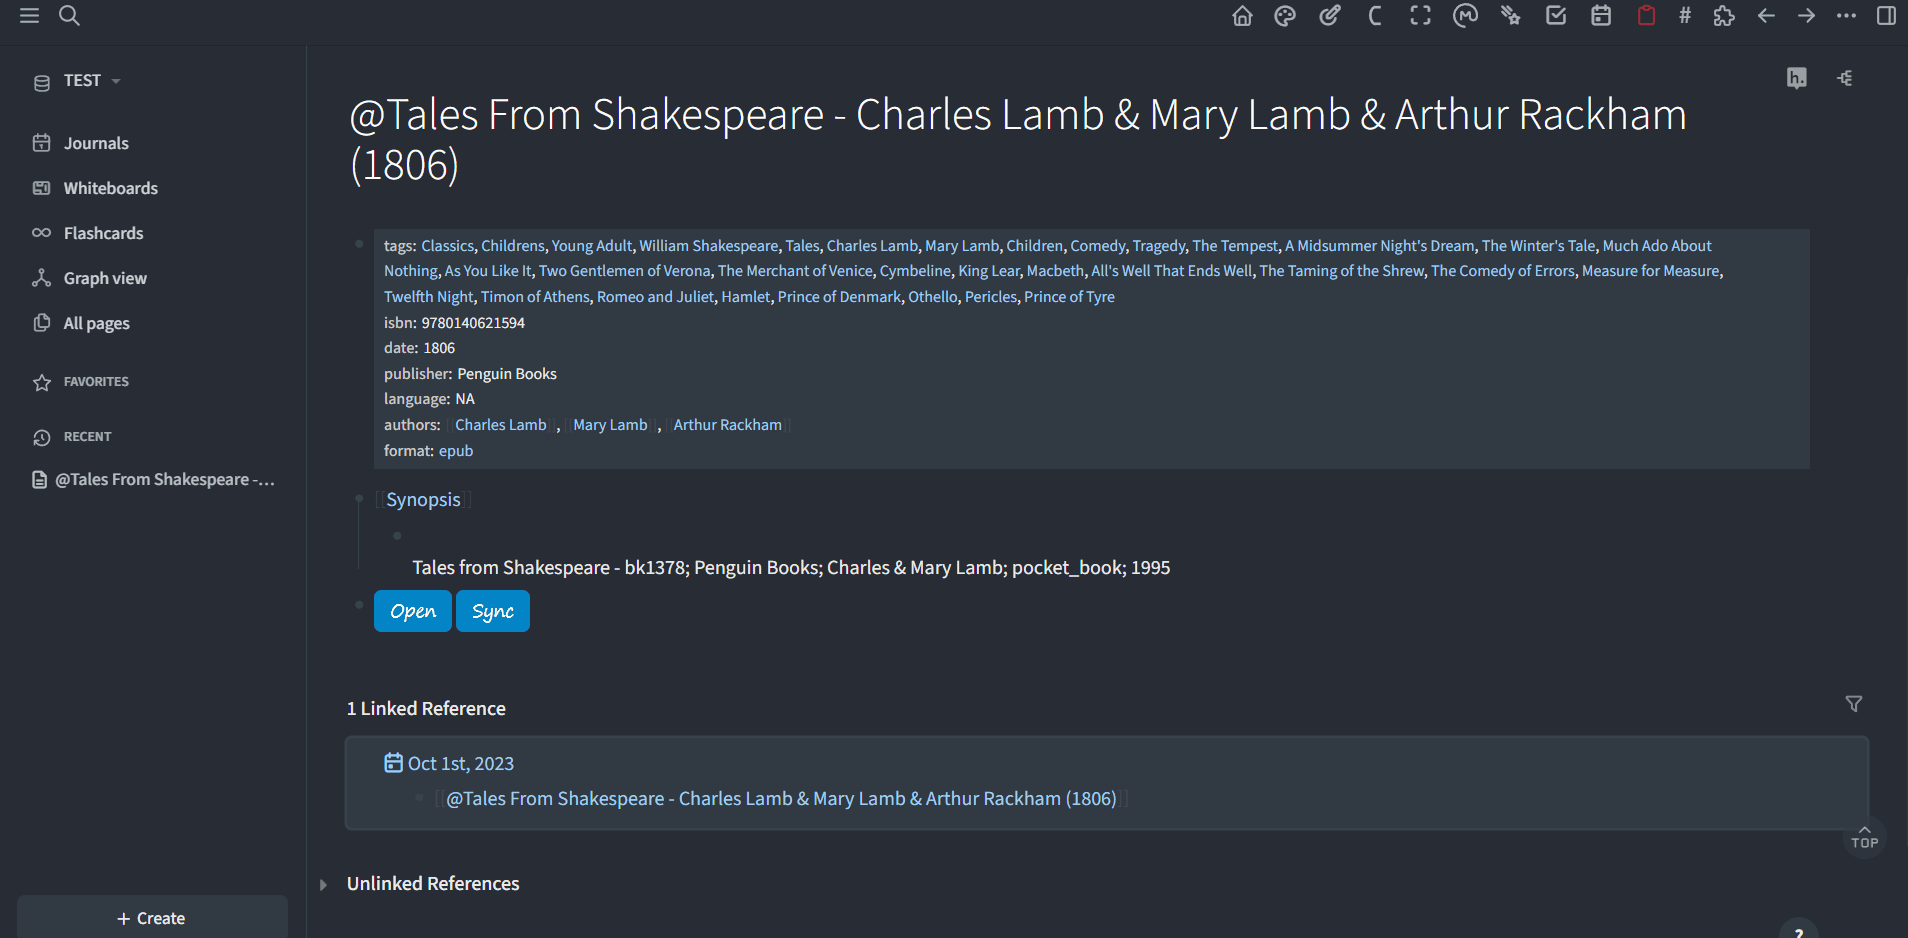 TEST
Journals
Whiteboards
Flashcards
Graph view
All pages
FAVORITES
RECENT
@Tales From Shakespeare -...
+ Create
#
h.
@Tales From Shakespeare - Charles Lamb & Mary Lamb & Arthur Rackham
(1806)
tags: Classics, Childrens, Young Adult, William Shakespeare, Tales, Charles Lamb, Mary Lamb, Children, Comedy, Tragedy, The Tempest, A Midsummer Night's Dream, The Winter's Tale, Much Ado About
Nothing, As You Like It, Two Gentlemen of Verona, The Merchant of Venice, Cymbeline, King Lear, Macbeth, All's Well That Ends Well, The Taming of the Shrew, The Comedy of Errors, Measure for Measure,
Twelfth Night, Timon of Athens, Romeo and Juliet, Hamlet, Prince of Denmark, Othello, Pericles, Prince of Tyre
isbn: 9780140621594
date: 1806
publisher: Penguin Books
language: NA
authors: [[Charles Lamb]], [[Mary Lamb]], [[Arthur Rackham]]
format: epub
[[Synopsis]]
Tales from Shakespeare - bk1378; Penguin Books; Charles & Mary Lamb; pocket_book; 1995
Open Sync
1 Linked Reference
Oct 1st, 2023
[[@Tales From Shakespeare - Charles Lamb & Mary Lamb & Arthur Rackham (1806)]]
TOP
Unlinked References
?